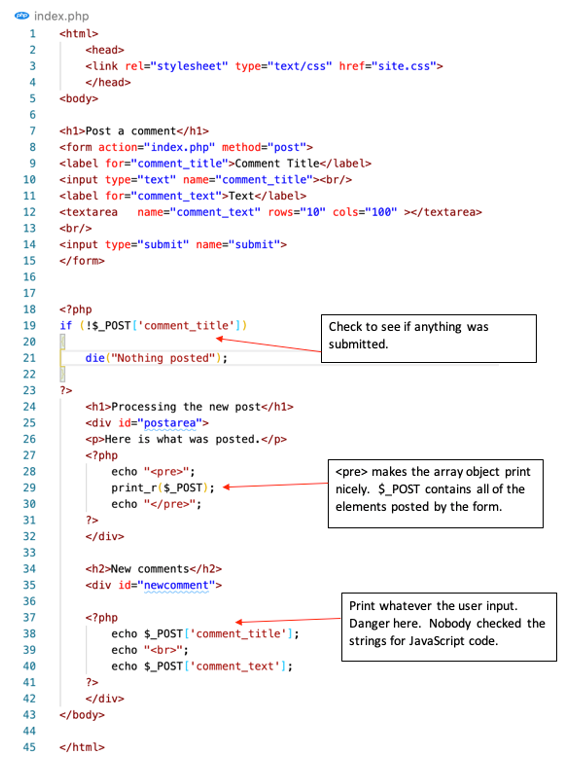 php index.php
1 <html>
2 <head>
3 <link rel="stylesheet" type="text/css" href="site.css">
4 </head>
5 <body>
6
7 <h1>Post a comment</h1>
8 <form action="index.php" method="post">
9 <label for="comment_title">Comment Title</label>
10 <input type="text" name="comment_title"><br/>
11 <label for="comment_text">Text</label>
12 <textarea   name="comment_text" rows="10" cols="100" ></textarea>
13 <br/>
14 <input type="submit" name="submit">
15 </form>
16
17
18 <?php
19 if (!$_POST['comment_title'])
Check to see if anything was
submitted.
20 {
21 die("Nothing posted");
22 }
23 ?>
24 <h1>Processing the new post</h1>
25 <div id="postarea">
26 <p>Here is what was posted.</p>
27 <?php
28 echo "<pre>";
29 print_r($_POST);
30 echo "</pre>";
<pre> makes the array object print
nicely.  $_POST contains all of the
elements posted by the form.
31 ?>
32 </div>
33
34 <h2>New comments</h2>
35 <div id="newcomment">
36
37 <?php
38 echo $_POST['comment_title'];
39 echo "<br>";
40 echo $_POST['comment_text'];
Print whatever the user input.
Danger here.  Nobody checked the
strings for JavaScript code.
41 ?>
42 </div>
43 </body>
44
45 </html>